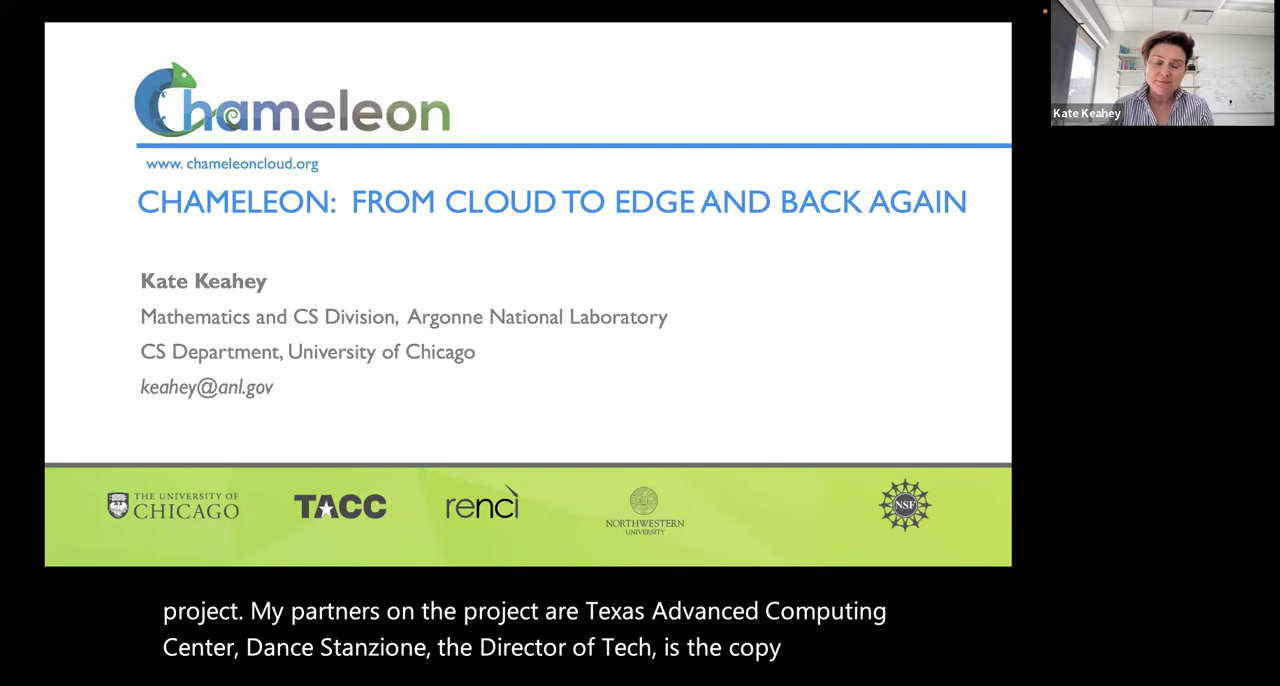 Chameleon
www. chameleoncloud.org
CHAMELEON: FROM CLOUD TO EDGE AND BACK AGAIN
Kate Keahey
Mathematics and CS Division, Argonne National Laboratory
CS Department, University of Chicago
keahey@anl.gov
THE UNIVERSITY OF
CHICAGO
TACC
renci
NORTHWESTERN
UNIVERSITY
NSF
Kate Keahey
project. My partners on the project are Texas Advanced Computing
Center, Dance Stanzione, the Director of Tech, is the copy